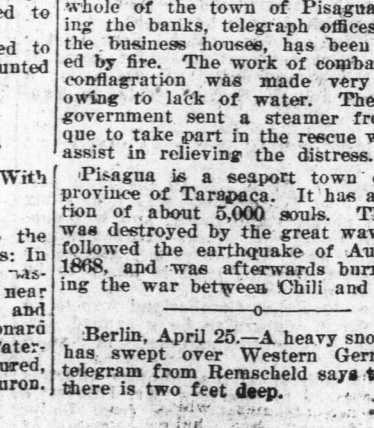 ed to
ed to
unted
With
the
s: In
was-
near
and
onard
ater-
ured,
uron.
whole of the town of Pisagua
ing the banks, telegraph offices
the business houses, has been
ed by fire. The work of comba
conflagration was made very
owing to lack of water. The
government sent a steamer fro
que to take part in the rescue w
assist in relieving the distress.
Pisagua is a seaport town
province of Tarapaca. It has a
tion of about 5,000 souls. T
was destroyed by the great wav
followed the earthquake of Au
1868, and was afterwards burn
ing the war between Chili and
Berlin, April 25.—A heavy sno
has swept over Western Germ
telegram from Remscheld says t
there is two feet deep.